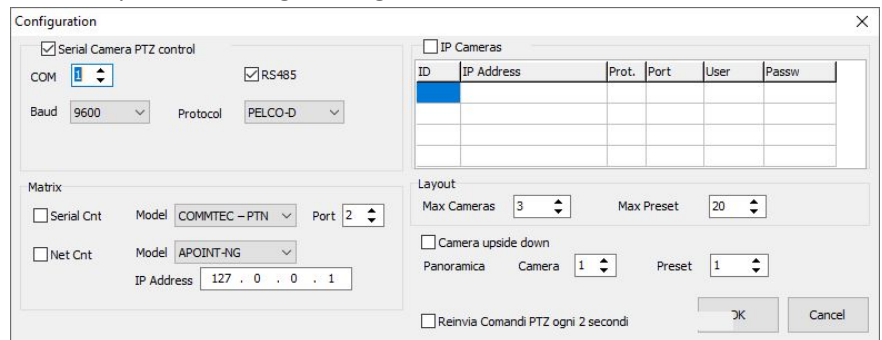 Configuration
Serial Camera PTZ control
COM 1 RS485
Baud 9600 Protocol PELCO-D
IP Cameras
ID IP Address Prot. Port User Passw
Matrix
Serial Cnt Model COMMTEC – PTN Port 2
Net Cnt Model APOINT-NG
IP Address 127 . 0 . 0 . 1
Layout
Max Cameras 3 Max Preset 20
Camera upside down
Panoramica Camera 1 Preset 1
Reinvia Comandi PTZ ogni 2 secondi
Cancel